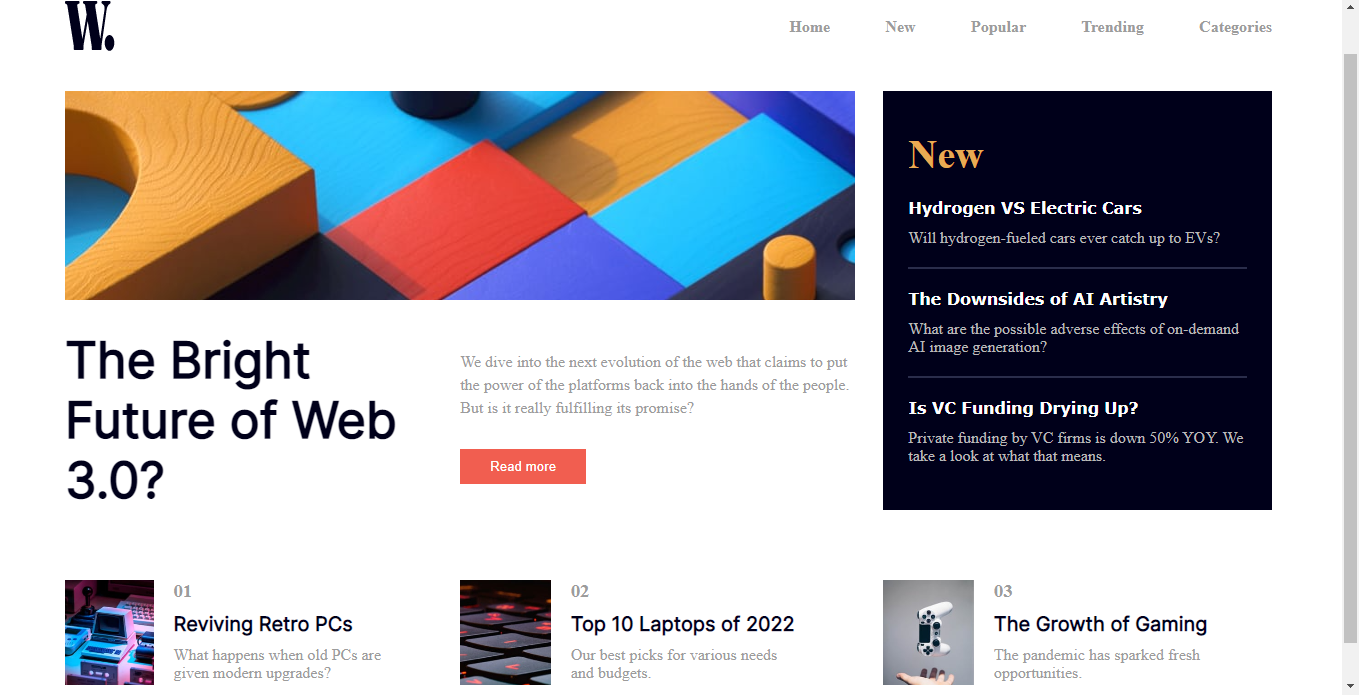 W.
Home New Popular Trending Categories
The Bright
Future of Web
3.0?
We dive into the next evolution of the web that claims to put
the power of the platforms back into the hands of the people.
But is it really fulfilling its promise?
Read more
New
Hydrogen VS Electric Cars
Will hydrogen-fueled cars ever catch up to EVs?
The Downsides of AI Artistry
What are the possible adverse effects of on-demand
AI image generation?
Is VC Funding Drying Up?
Private funding by VC firms is down 50% YOY. We
take a look at what that means.
01
Reviving Retro PCs
What happens when old PCs are
given modern upgrades?
02
Top 10 Laptops of 2022
Our best picks for various needs
and budgets.
03
The Growth of Gaming
The pandemic has sparked fresh
opportunities.